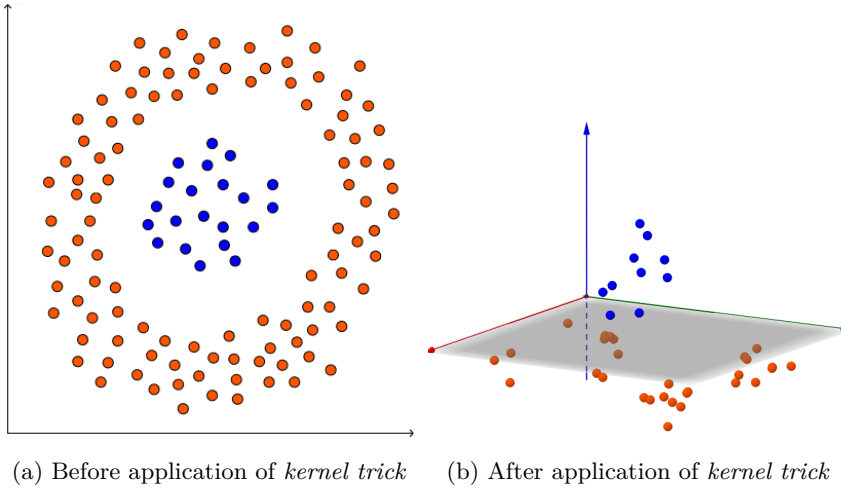 (a) Before application of kernel trick
(b) After application of kernel trick